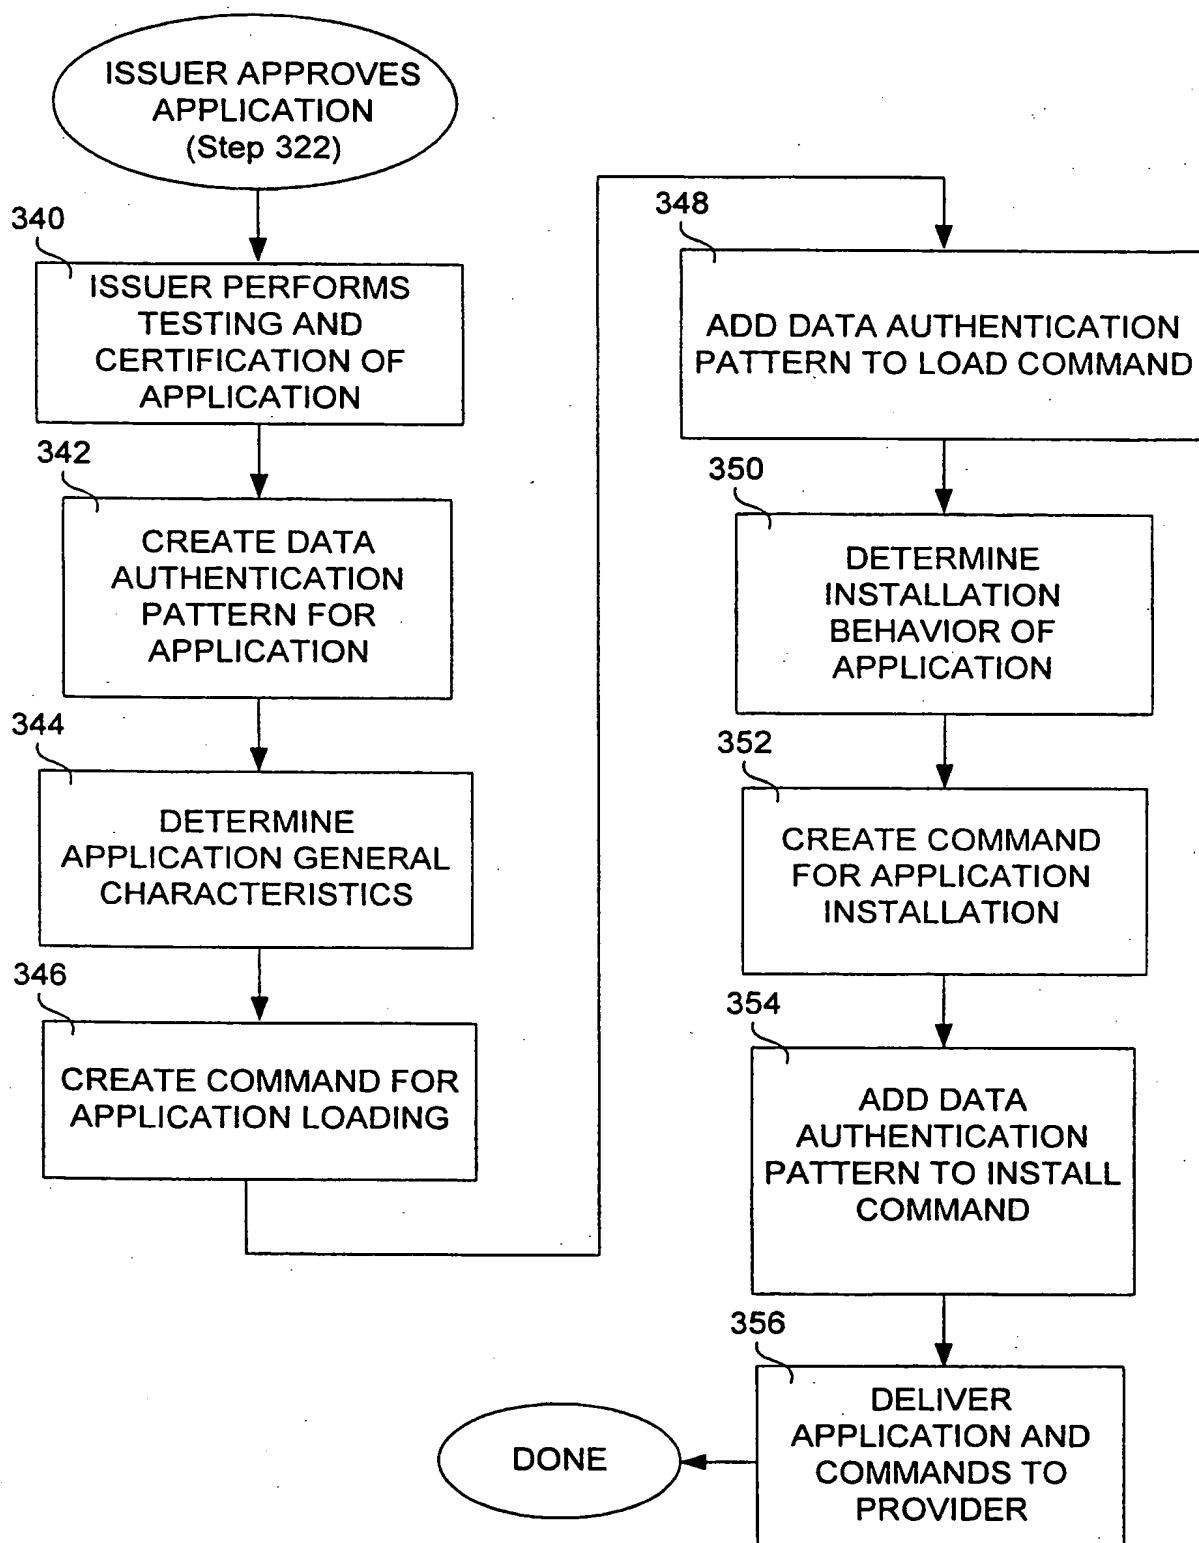 ISSUER APPROVES
APPLICATION
(Step 322)
340
ISSUER PERFORMS
TESTING AND
CERTIFICATION OF
APPLICATION
342
CREATE DATA
AUTHENTICATION
PATTERN FOR
APPLICATION
344
DETERMINE
APPLICATION GENERAL
CHARACTERISTICS
346
CREATE COMMAND FOR
APPLICATION LOADING
348
ADD DATA AUTHENTICATION
PATTERN TO LOAD COMMAND
350
DETERMINE
INSTALLATION
BEHAVIOR OF
APPLICATION
352
CREATE COMMAND
FOR APPLICATION
INSTALLATION
354
ADD DATA
AUTHENTICATION
PATTERN TO INSTALL
COMMAND
356
DELIVER
APPLICATION AND
COMMANDS TO
PROVIDER
DONE